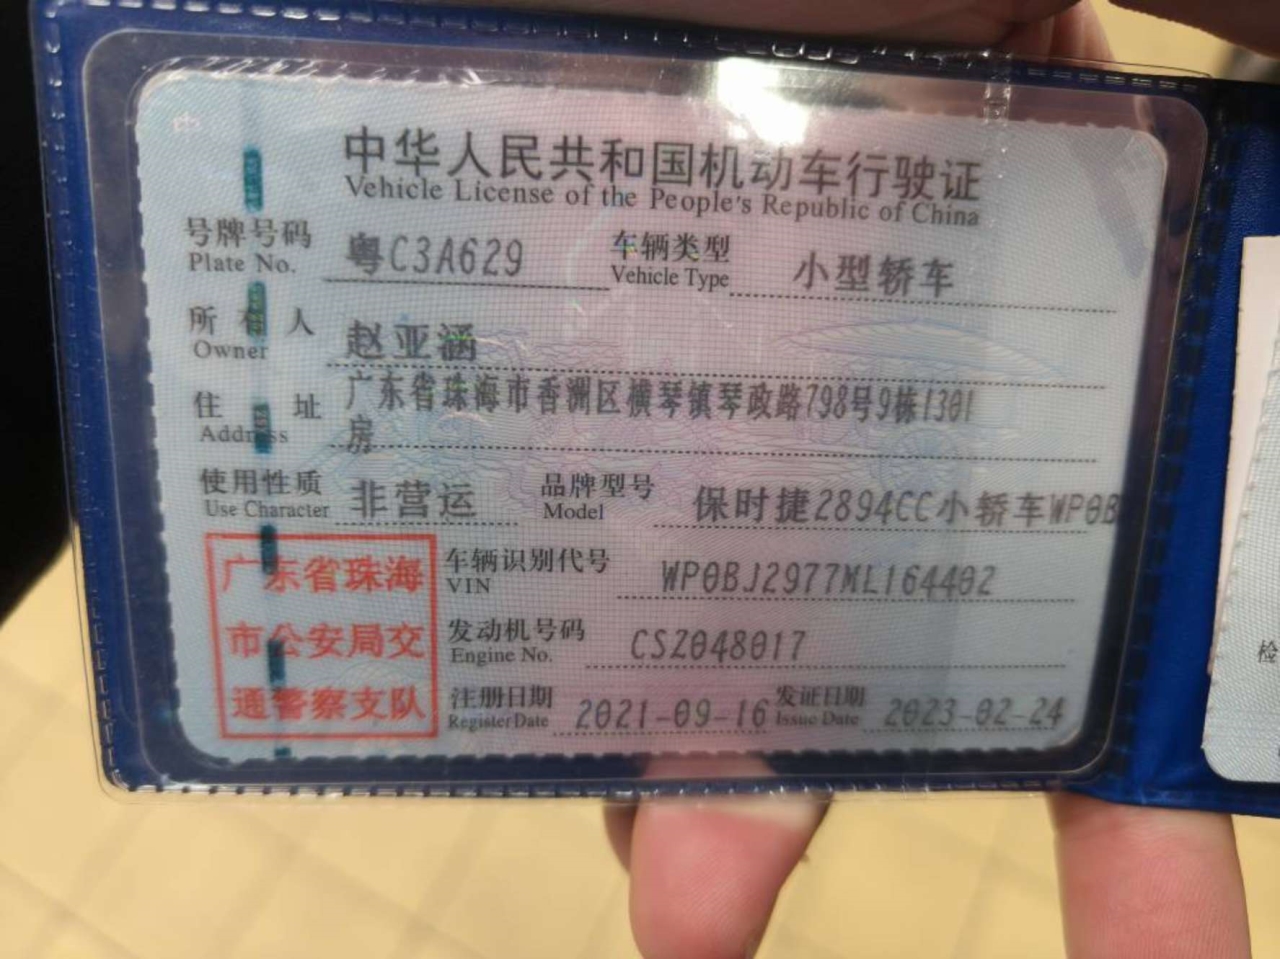 中华人民共和国机动车行驶证
Vehicle License of the People's Republic of China
号牌号码 粤C3A629 车辆类型 小型轿车
Plate No. Vehicle Type
所有人 赵亚涵
Owner
住址 广东省珠海市香洲区横琴镇琴政路798号9栋1301
Address 房
使用性质 非营运 品牌型号 保时捷2894CC小轿车WP0B
Use Character Model
车辆识别代号 WP0BJ2977ML164402
VIN
发动机号码 CSZ048017
Engine No.
注册日期 2021-09-16 发证日期 2023-02-24
Register Date Issue Date
广东省珠海
市公安局交
通警察支队
检